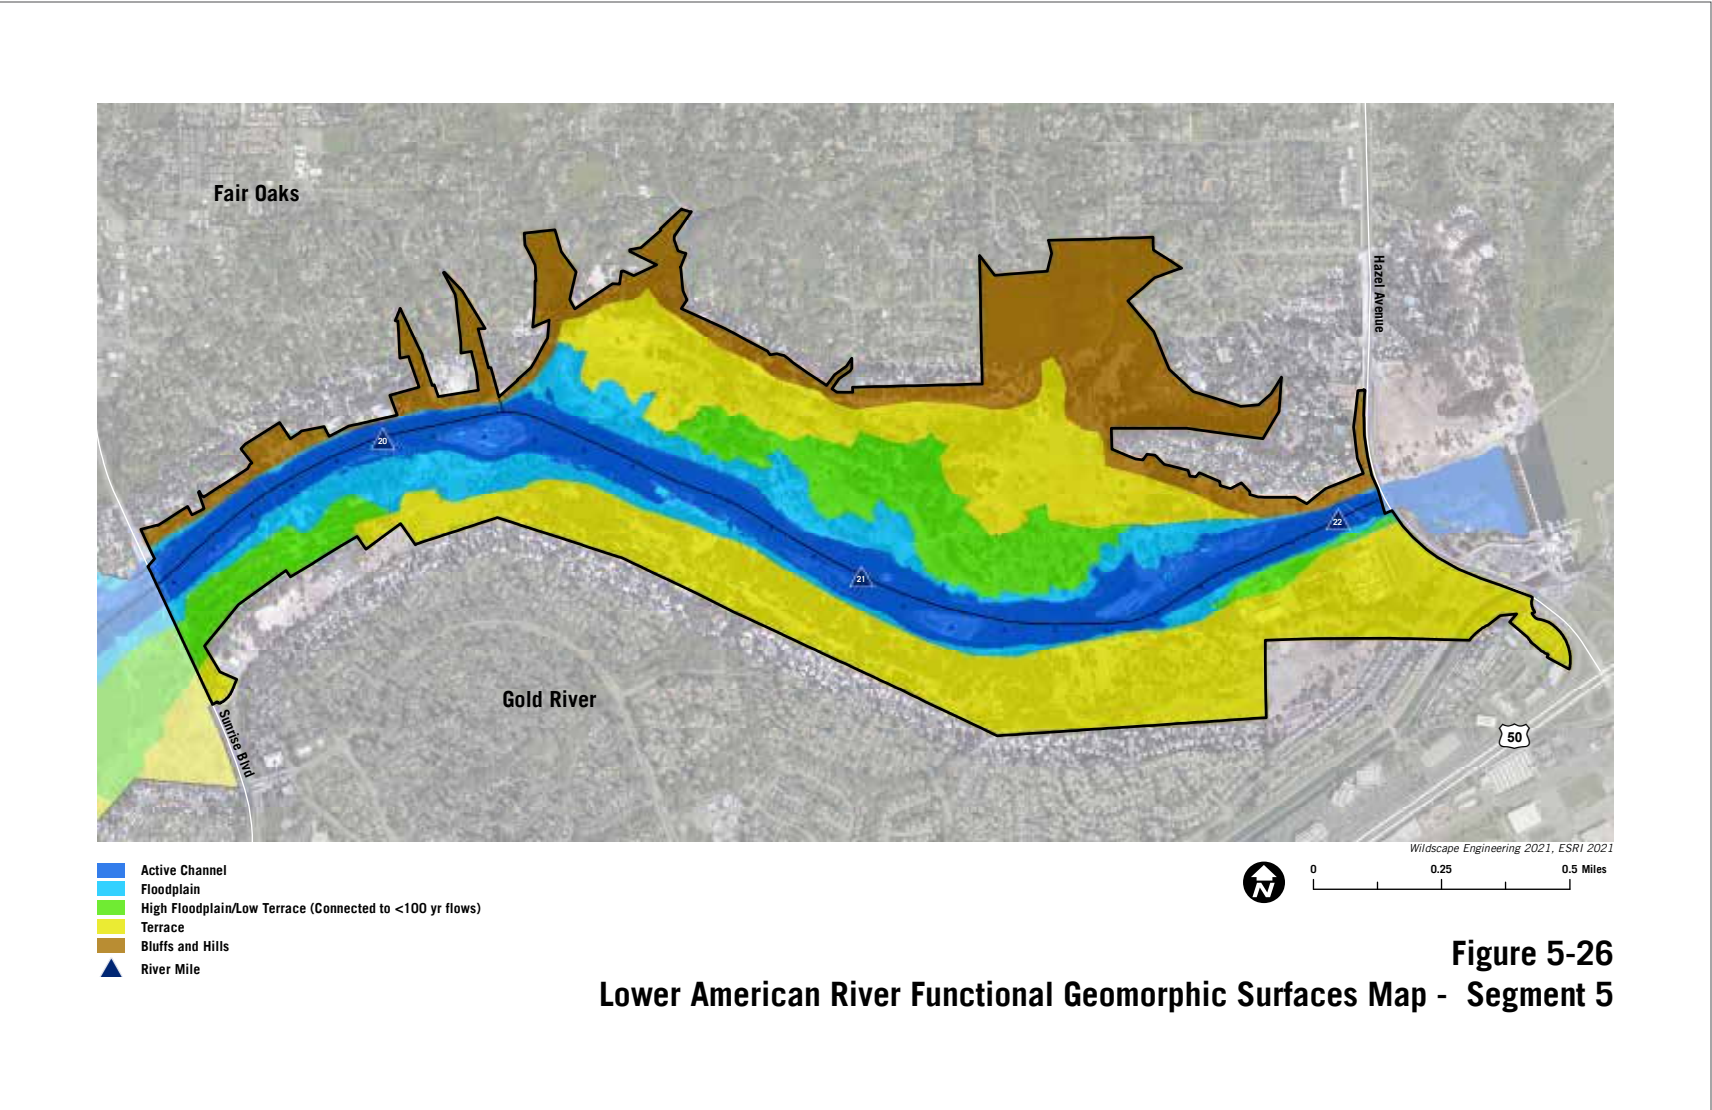 Fair Oaks
Hazel Avenue
20
22
21
Gold River
Sunrise Blvd
50
Wildscape Engineering 2021, ESRI 2021
Active Channel
Floodplain
High Floodplain/Low Terrace (Connected to <100 yr flows)
Terrace
Bluffs and Hills
River Mile
N
0 0.25 0.5 Miles
Figure 5-26
Lower American River Functional Geomorphic Surfaces Map - Segment 5